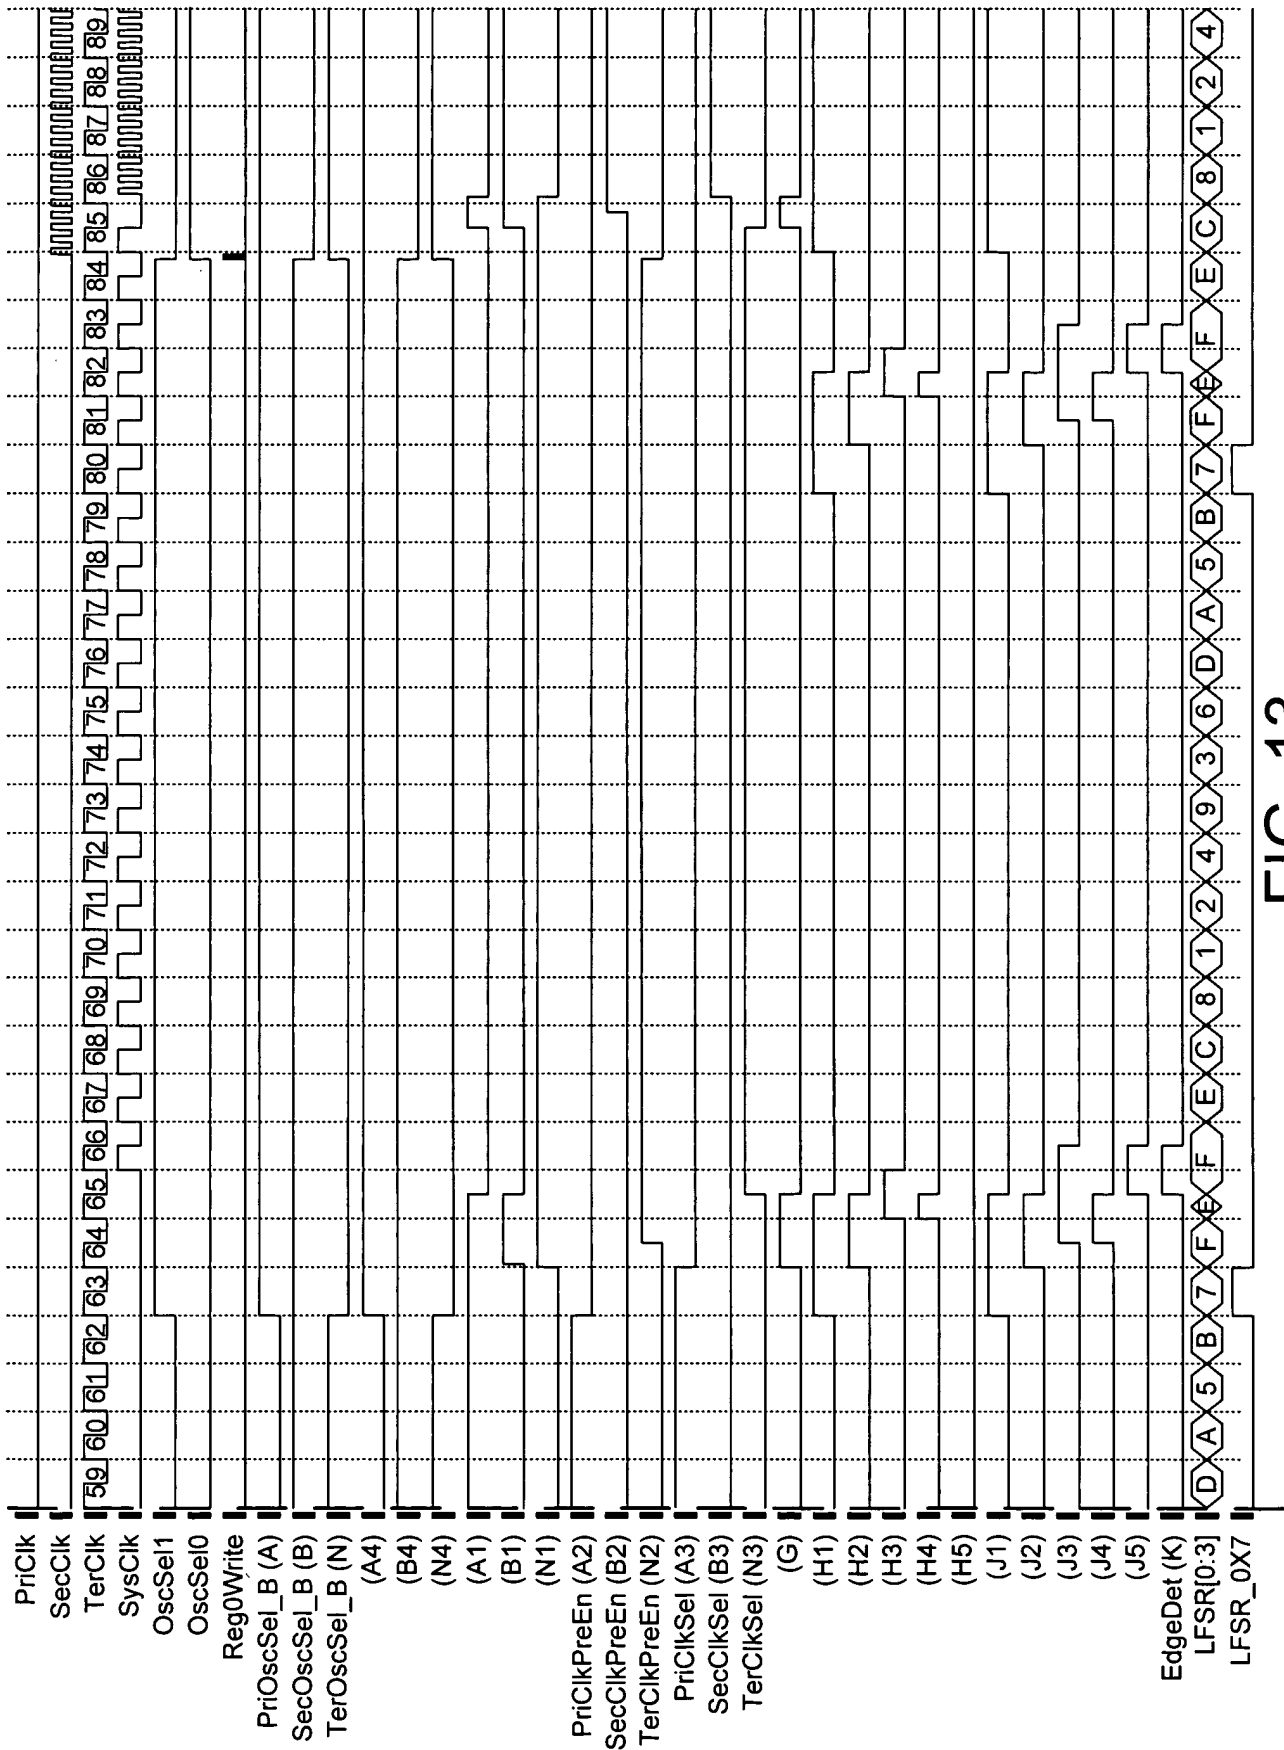 PriClk
SecClk
TerClk 59 60 61 62 63 64 65 66 67 68 69 70 71 72 73 74 75 76 77 78 79 80 81 82 83 84 85 86 87 88 89
SysClk
OscSel1
OscSel0
Reg0Write
PriOscSel_B (A)
SecOscSel_B (B)
TerOscSel_B (N)
(A4)
(B4)
(N4)
(A1)
(B1)
(N1)
PriClkPreEn (A2)
SecClkPreEn (B2)
TerClkPreEn (N2)
PriClkSel (A3)
SecClkSel (B3)
TerClkSel (N3)
(G)
(H1)
(H2)
(H3)
(H4)
(H5)
(J1)
(J2)
(J3)
(J4)
(J5)
EdgeDet (K)
LFSR[0:3] D A 5 B 7 F E F E C 8 1 2 4 9 3 6 D A 5 B 7 F E F E C 8 1 2 4
LFSR_0X7
FIG.